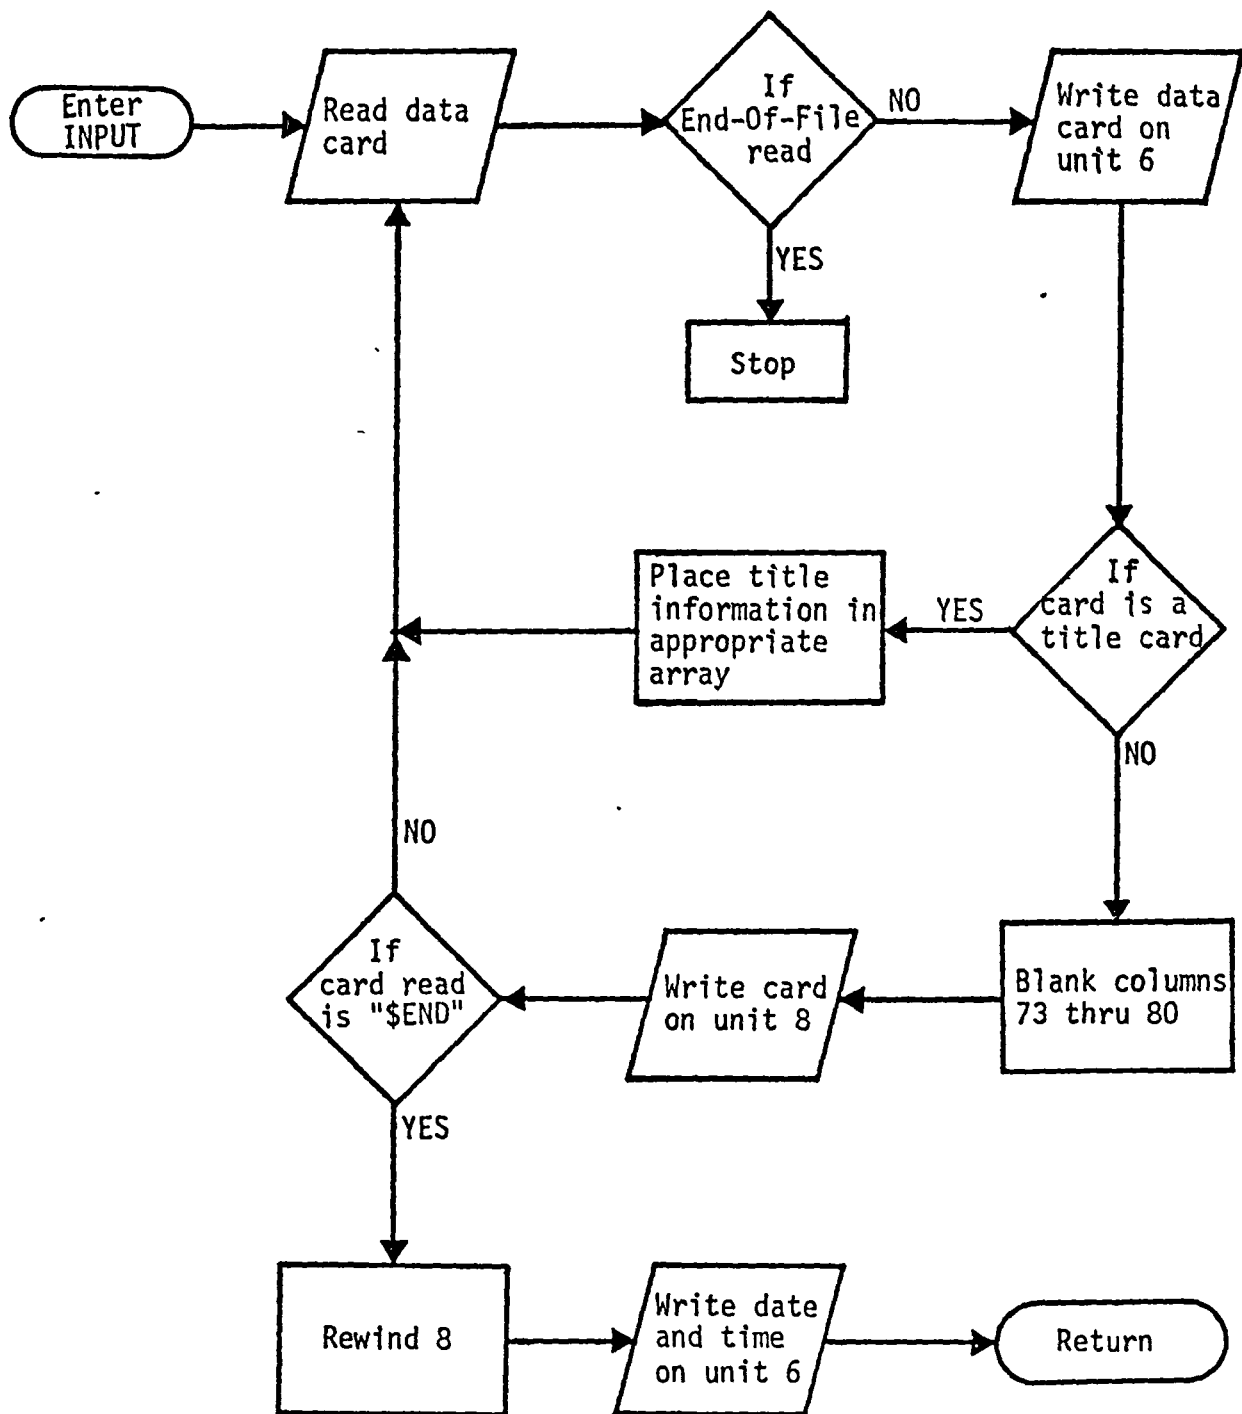 Enter
INPUT
Read data
card
If
End-Of-File
read
NO
Write data
card on
unit 6
YES
Stop
If
card is a
title card
YES
Place title
information in
appropriate
array
NO
Blank columns
73 thru 80
Write card
on unit 8
If
card read
is "$END"
NO
YES
Rewind 8
Write date
and time
on unit 6
Return